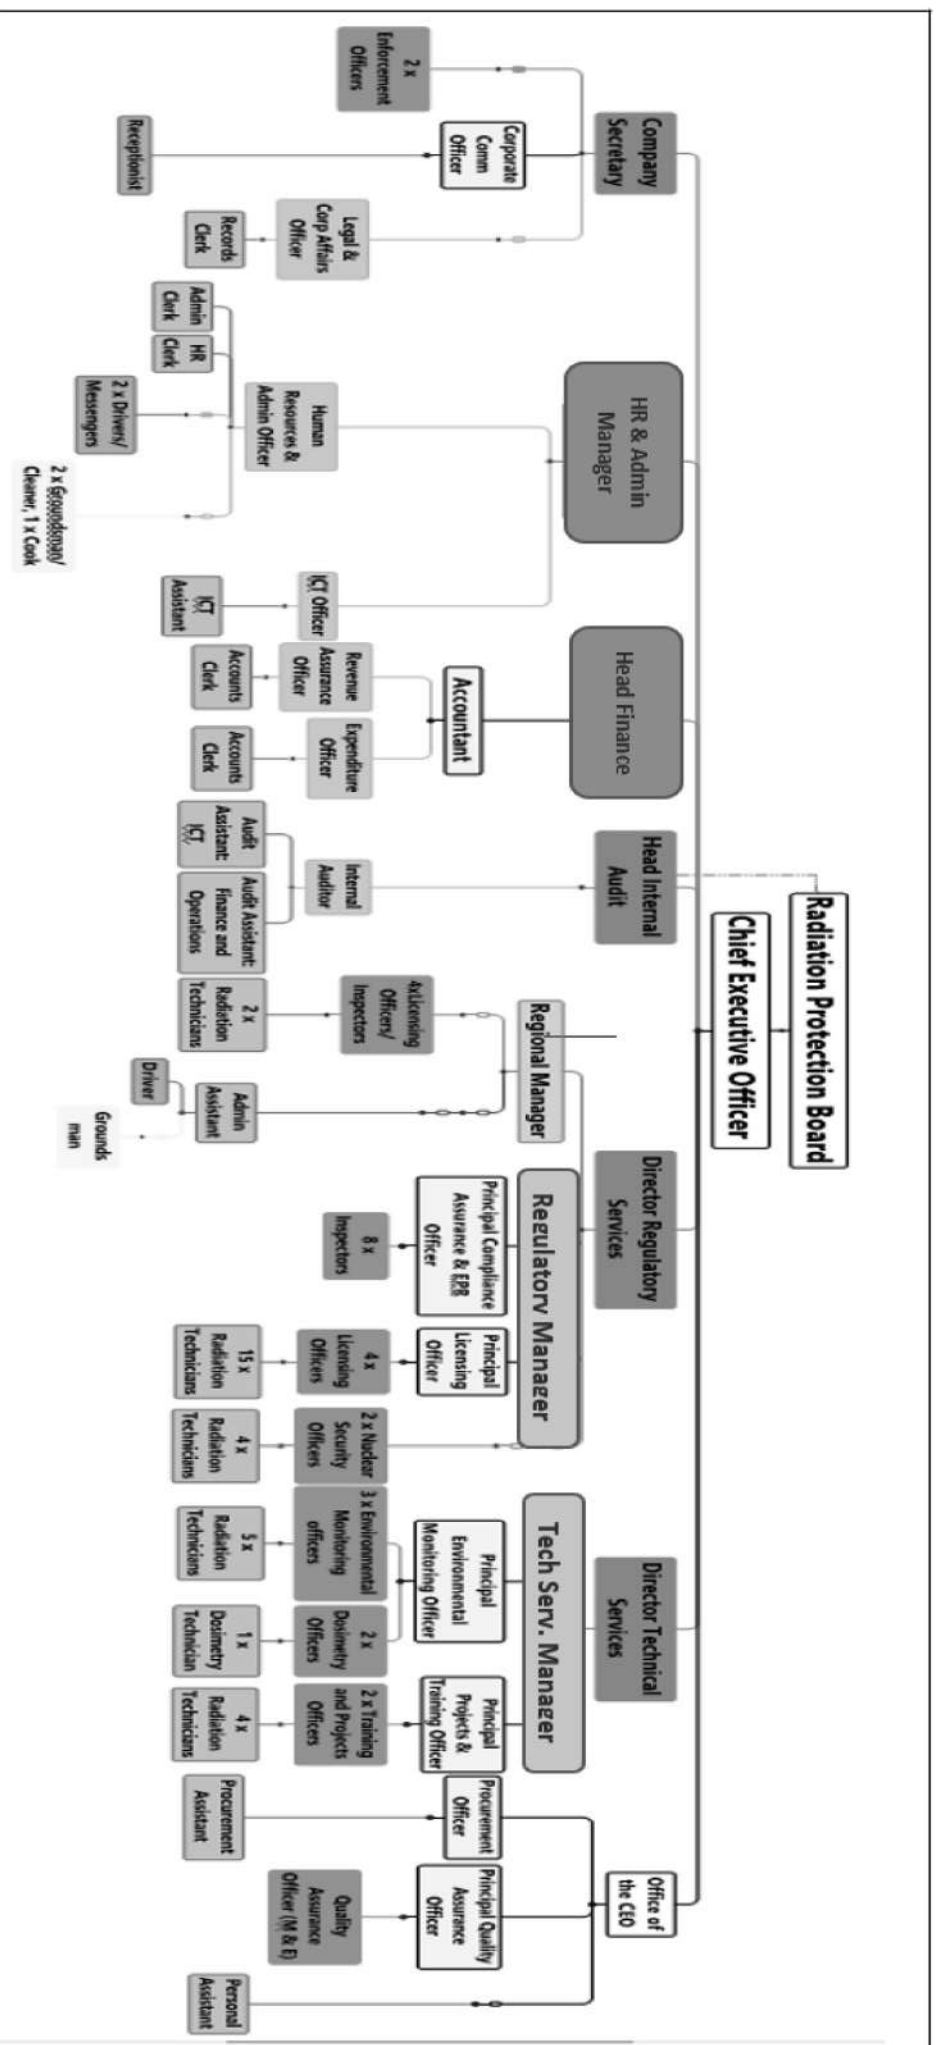 Radiation Protection Board
Chief Executive Officer
Company
Secretary
HR & Admin
Manager
Head Finance
Head Internal
Audit
Director Regulatory
Services
Director Technical
Services
Office of
the CEO
2 x
Enforcement
Officers
Corporate
Comm
Officer
Receptionist
Legal &
Corp Affairs
Officer
Records
Clerk
Human
Resources &
Admin Officer
Admin
Clerk
HR
Clerk
2 x Drivers/
Messengers
2 x Groundsman/
Cleaner, 1 x Cook
ICT Officer
ICT
Assistant
Accountant
Revenue
Assurance
Officer
Accounts
Clerk
Expenditure
Officer
Accounts
Clerk
Internal
Auditor
Audit
Assistant:
ICT
Audit Assistant:
Finance and
Operations
Regional Manager
4xLicensing
Officers/
Inspectors
2 x
Radiation
Technicians
Admin
Assistant
Driver
Grounds
man
Regulatory Manager
Principal Compliance
Assurance & EPR
Officer
8 x
Inspectors
Principal
Licensing
Officer
4 x
Licensing
Officers
15 x
Radiation
Technicians
2 x Nuclear
Security
Officers
4 x
Radiation
Technicians
Tech Serv. Manager
Principal
Environmental
Monitoring Officer
3 x Environmental
Monitoring
officers
5 x
Radiation
Technicians
2 x
Dosimetry
Officers
1 x
Dosimetry
Technician
Principal
Projects &
Training Officer
2 x Training
and Projects
Officers
4 x
Radiation
Technicians
Procurement
Officer
Procurement
Assistant
Principal Quality
Assurance
Officer
Quality
Assurance
Officer (M & E)
Personal
Assistant